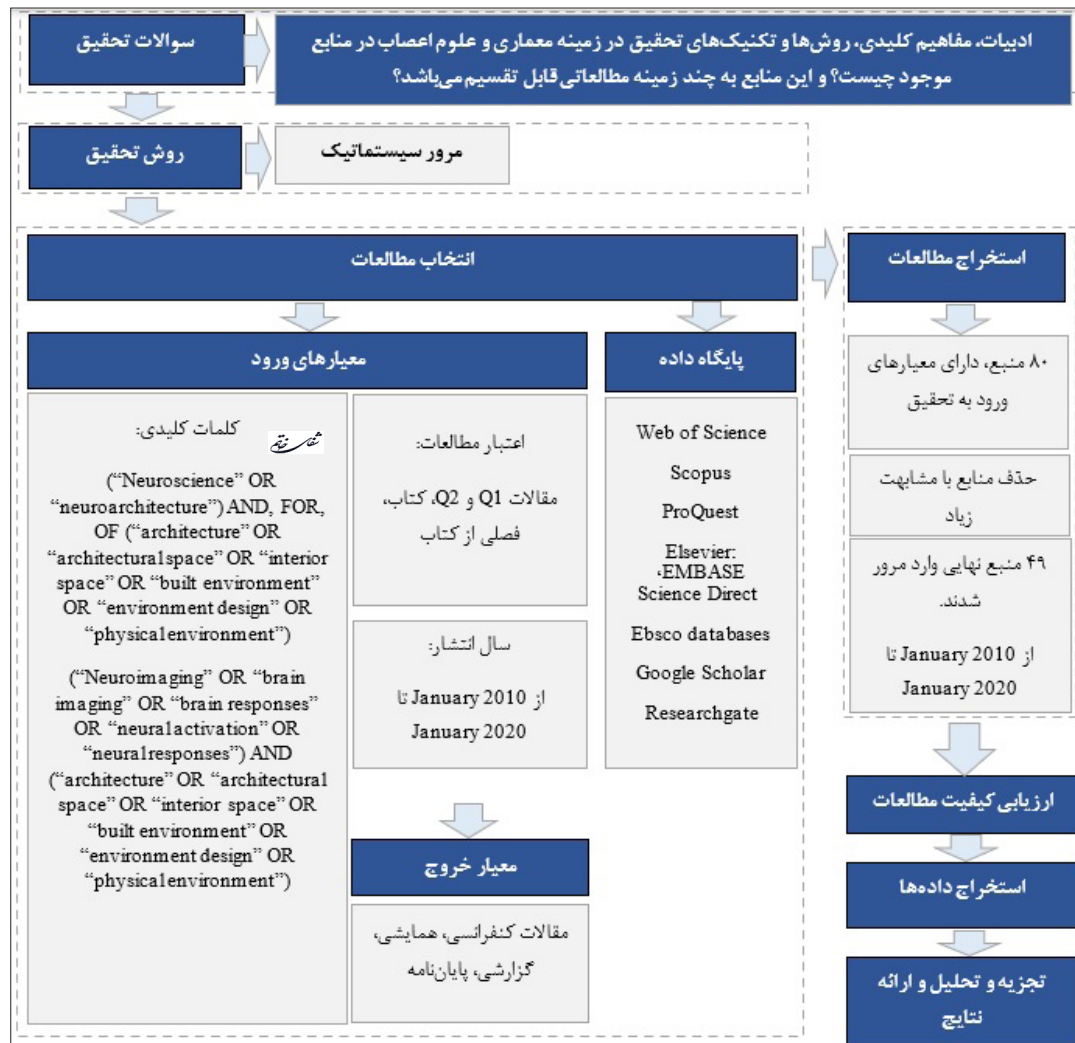 سوالات تحقیق
ادبیات، مفاهیم کلیدی، روش‌ها و تکنیک‌های تحقیق در زمینه معماری و علوم اعصاب در منابع
موجود چیست؟ و این منابع به چند زمینه مطالعاتی قابل تقسیم می‌باشد؟
روش تحقیق
مرور سیستماتیک
انتخاب مطالعات
معیارهای ورود
کلمات کلیدی:
شفای خاتم
(“Neuroscience” OR
“neuroarchitecture”) AND, FOR,
OF (“architecture” OR
“architectural space” OR “interior
space” OR “built environment”
OR “environment design” OR
“physical environment”)
(“Neuroimaging” OR “brain
imaging” OR “brain responses”
OR “neural activation” OR
“neural responses”) AND
(“architecture” OR “architectural
space” OR “interior space” OR
“built environment” OR
“environment design” OR
“physical environment”)
اعتبار مطالعات:
مقالات Q1 و Q2، کتاب،
فصلی از کتاب
سال انتشار:
از January 2010 تا
January 2020
معیار خروج
مقالات کنفرانسی، همایشی،
گزارشی، پایان‌نامه
پایگاه داده
Web of Science
Scopus
ProQuest
Elsevier:
،EMBASE
Science Direct
Ebsco databases
Google Scholar
Researchgate
استخراج مطالعات
۸۰ منبع، دارای معیارهای
ورود به تحقیق
حذف منابع با مشابهت
زیاد
۴۹ منبع نهایی وارد مرور
شدند.
از January 2010 تا
January 2020
ارزیابی کیفیت مطالعات
استخراج داده‌ها
تجزیه و تحلیل و ارائه
نتایج